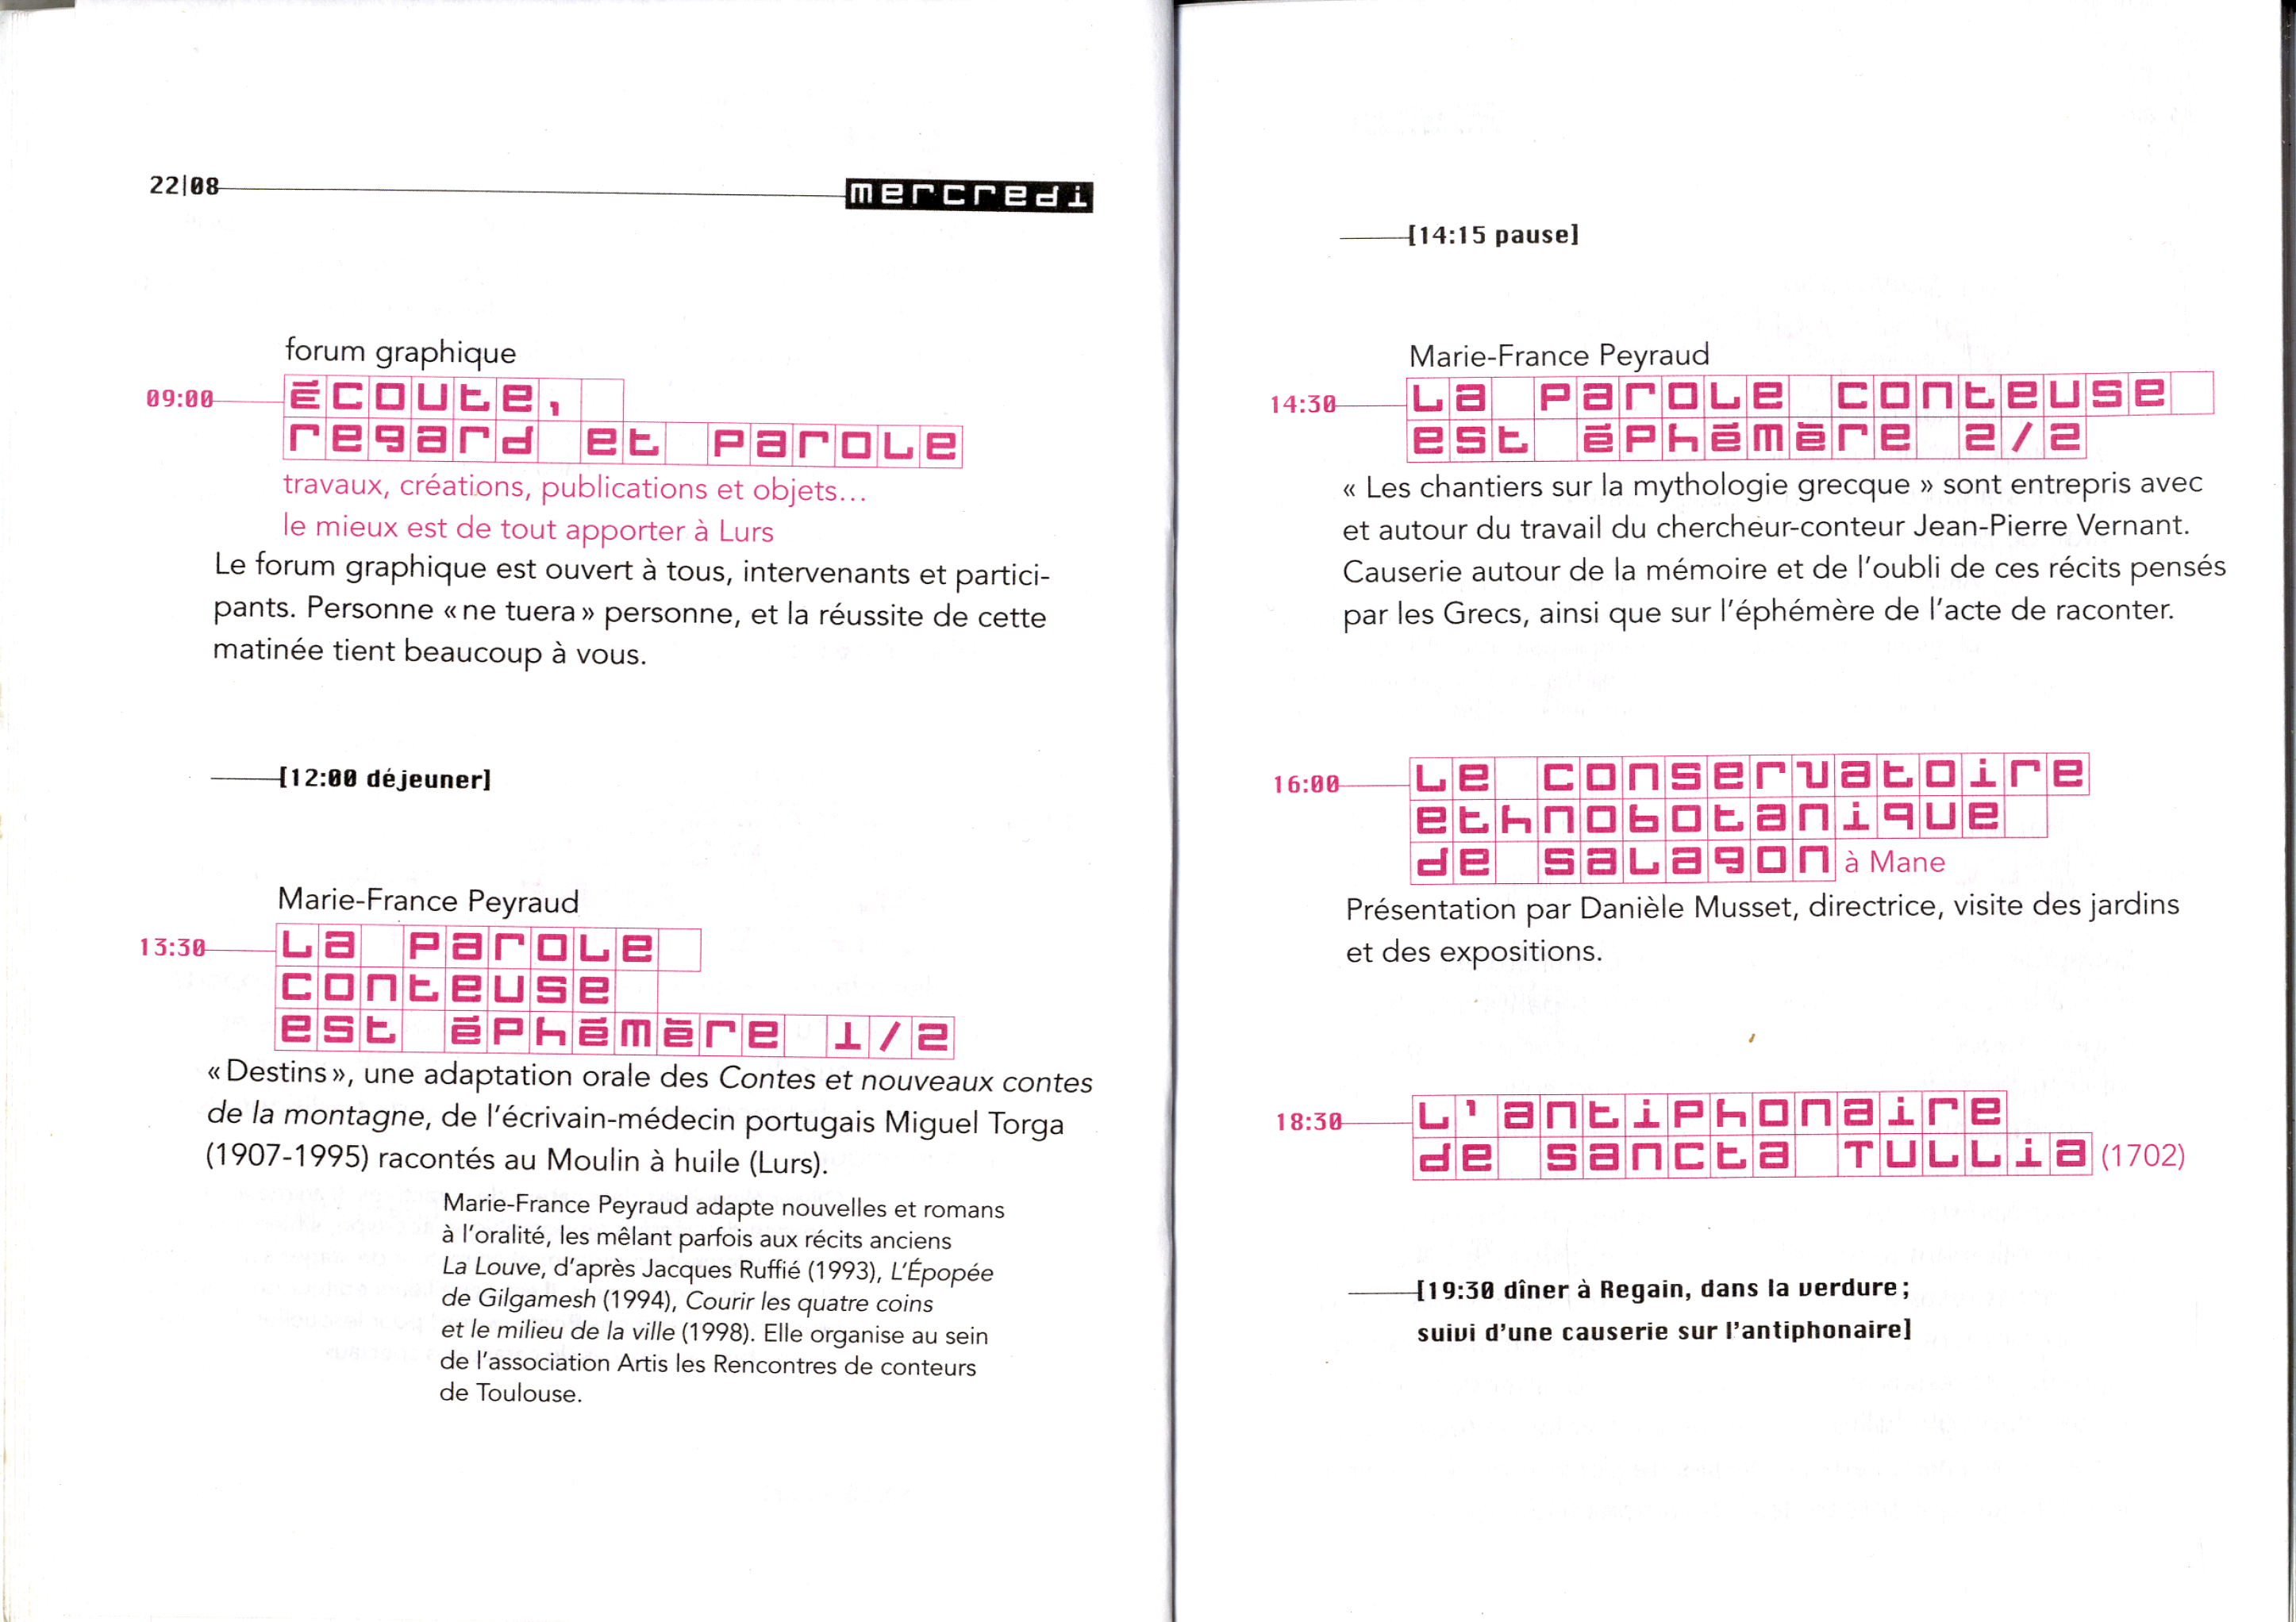 22|08
mercredi
forum graphique
09:00
écoute,
regard et parole
travaux, créations, publications et objets...
le mieux est de tout apporter à Lurs
Le forum graphique est ouvert à tous, intervenants et partici-
pants. Personne « ne tuera » personne, et la réussite de cette
matinée tient beaucoup à vous.
[12:00 déjeuner]
Marie-France Peyraud
13:30
La parole
conteuse
est éphémère 1/2
« Destins », une adaptation orale des Contes et nouveaux contes
de la montagne, de l'écrivain-médecin portugais Miguel Torga
(1907-1995) racontés au Moulin à huile (Lurs).
Marie-France Peyraud adapte nouvelles et romans
à l'oralité, les mêlant parfois aux récits anciens
La Louve, d'après Jacques Ruffié (1993), L'Épopée
de Gilgamesh (1994), Courir les quatre coins
et le milieu de la ville (1998). Elle organise au sein
de l'association Artis les Rencontres de conteurs
de Toulouse.
[14:15 pause]
Marie-France Peyraud
14:30
La parole conteuse
est éphémère 2/2
« Les chantiers sur la mythologie grecque » sont entrepris avec
et autour du travail du chercheur-conteur Jean-Pierre Vernant.
Causerie autour de la mémoire et de l'oubli de ces récits pensés
par les Grecs, ainsi que sur l'éphémère de l'acte de raconter.
16:00
Le conservatoire
ethnobotanique
de salagon à Mane
Présentation par Danièle Musset, directrice, visite des jardins
et des expositions.
18:30
L'antiphonaire
de sancta TULLia (1702)
[19:30 dîner à Regain, dans la verdure ;
suivi d'une causerie sur l'antiphonaire]